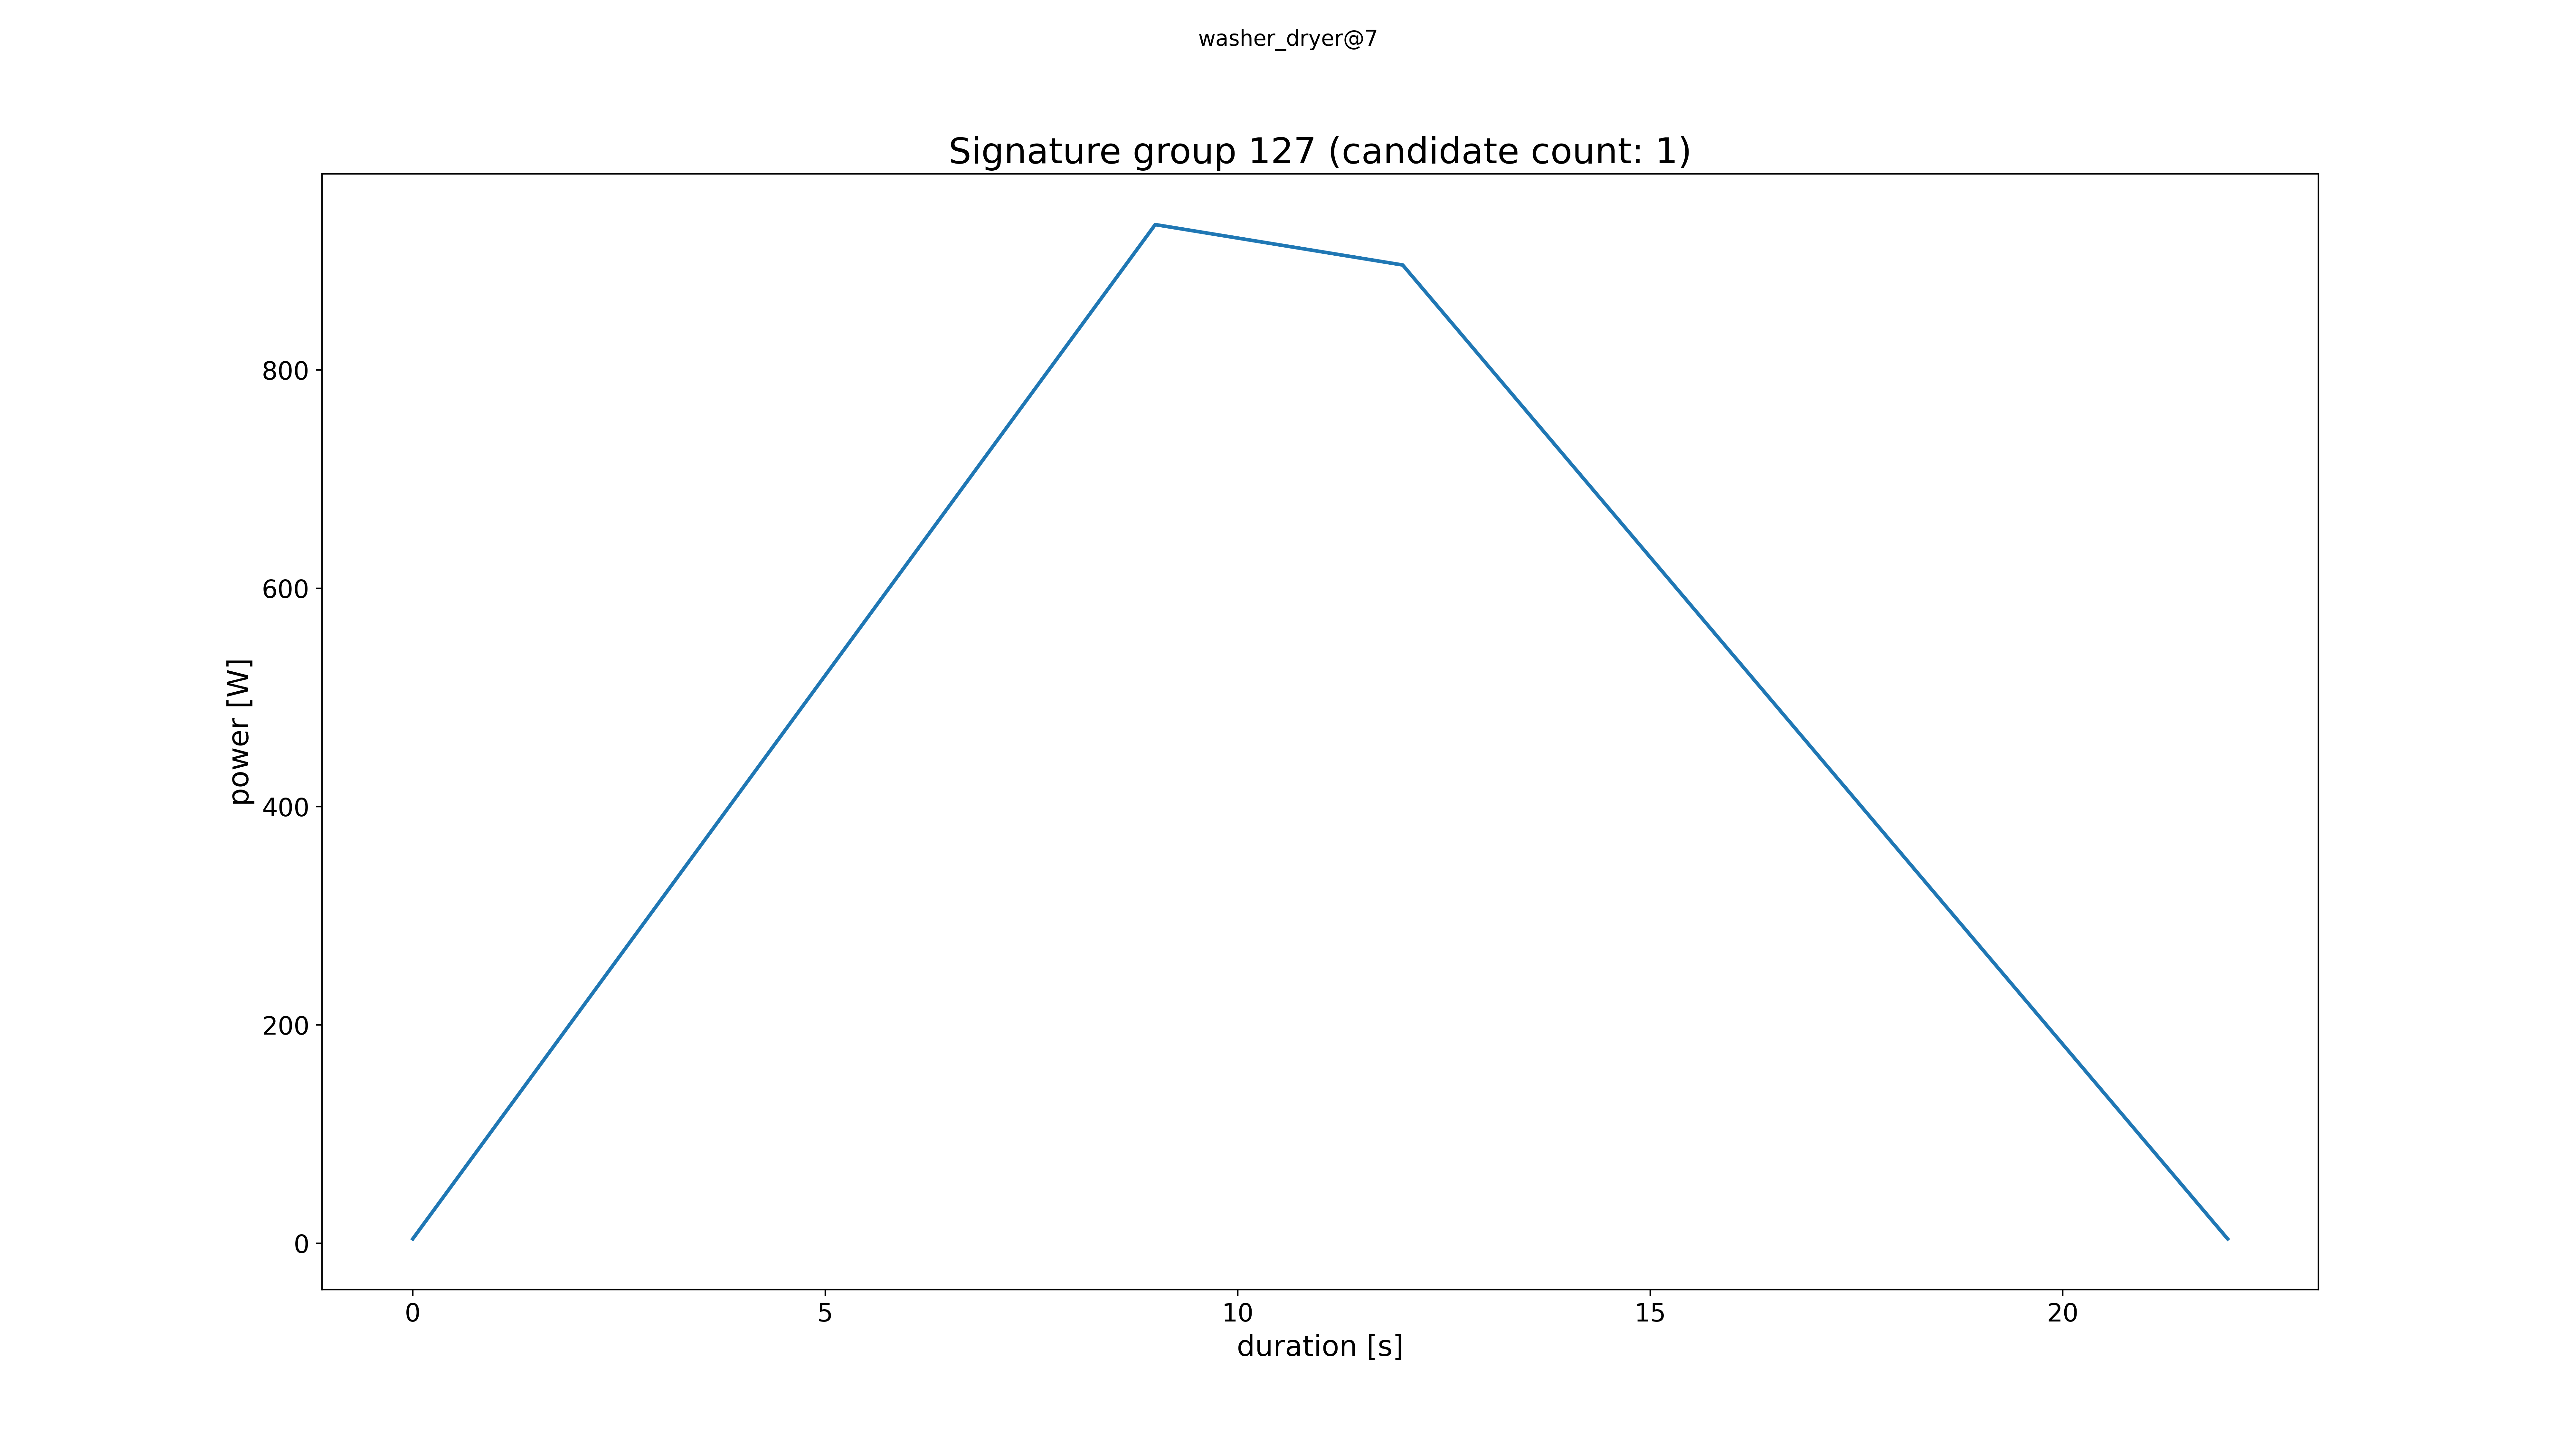 washer_dryer@7
Signature group 127 (candidate count: 1)
power [W]
800
600
400
200
0
0 5 10 15 20
duration [s]